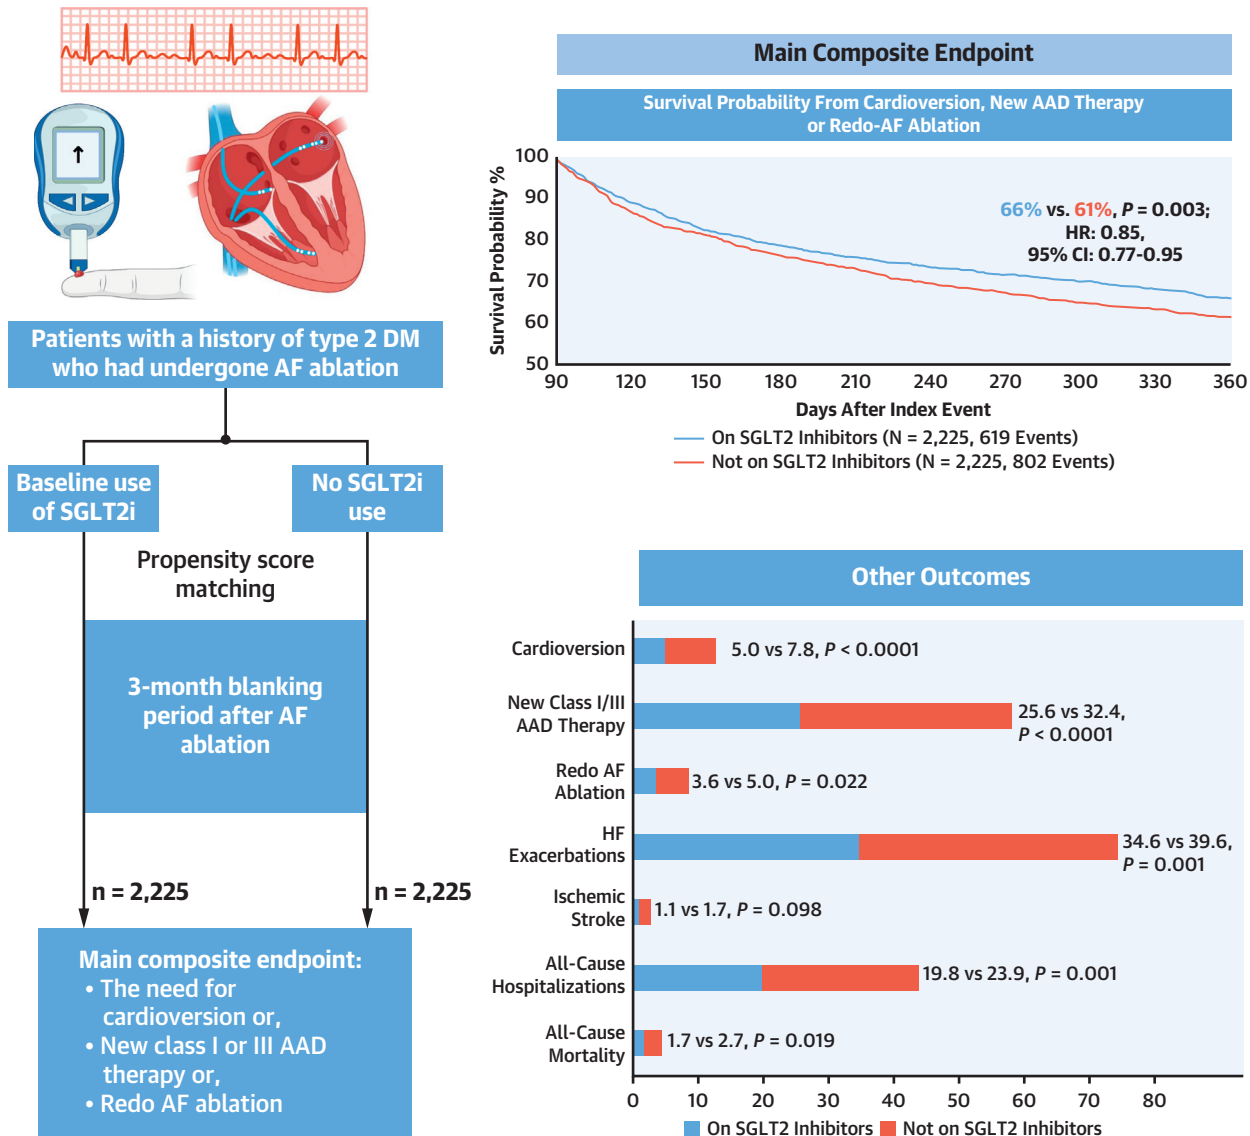 ↑
Patients with a history of type 2 DM
who had undergone AF ablation
Baseline use
of SGLT2i
No SGLT2i
use
Propensity score
matching
3-month blanking
period after AF
ablation
n = 2,225
n = 2,225
Main composite endpoint:
• The need for
cardioversion or,
• New class I or III AAD
therapy or,
• Redo AF ablation
Main Composite Endpoint
Survival Probability From Cardioversion, New AAD Therapy
or Redo-AF Ablation
Survival Probability %
100
90
80
70
60
50
66% vs. 61%, P = 0.003;
HR: 0.85,
95% CI: 0.77-0.95
90 120 150 180 210 240 270 300 330 360
Days After Index Event
On SGLT2 Inhibitors (N = 2,225, 619 Events)
Not on SGLT2 Inhibitors (N = 2,225, 802 Events)
Other Outcomes
Cardioversion
5.0 vs 7.8, P < 0.0001
New Class I/III
AAD Therapy
25.6 vs 32.4,
P < 0.0001
Redo AF
Ablation
3.6 vs 5.0, P = 0.022
HF
Exacerbations
34.6 vs 39.6,
P = 0.001
Ischemic
Stroke
1.1 vs 1.7, P = 0.098
All-Cause
Hospitalizations
19.8 vs 23.9, P = 0.001
All-Cause
Mortality
1.7 vs 2.7, P = 0.019
0 10 20 30 40 50 60 70 80
On SGLT2 Inhibitors Not on SGLT2 Inhibitors